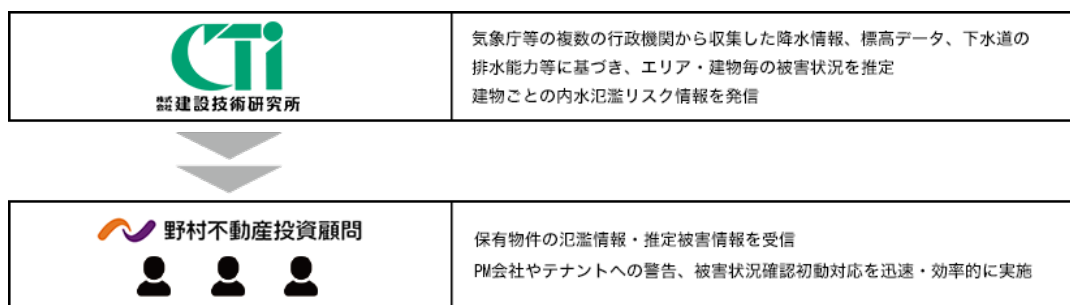 CTi
株式会社建設技術研究所
気象庁等の複数の行政機関から収集した降水情報、標高データ、下水道の
排水能力等に基づき、エリア・建物毎の被害状況を推定
建物ごとの内水氾濫リスク情報を発信
野村不動産投資顧問
保有物件の氾濫情報・推定被害情報を受信
PM会社やテナントへの警告、被害状況確認初動対応を迅速・効率的に実施